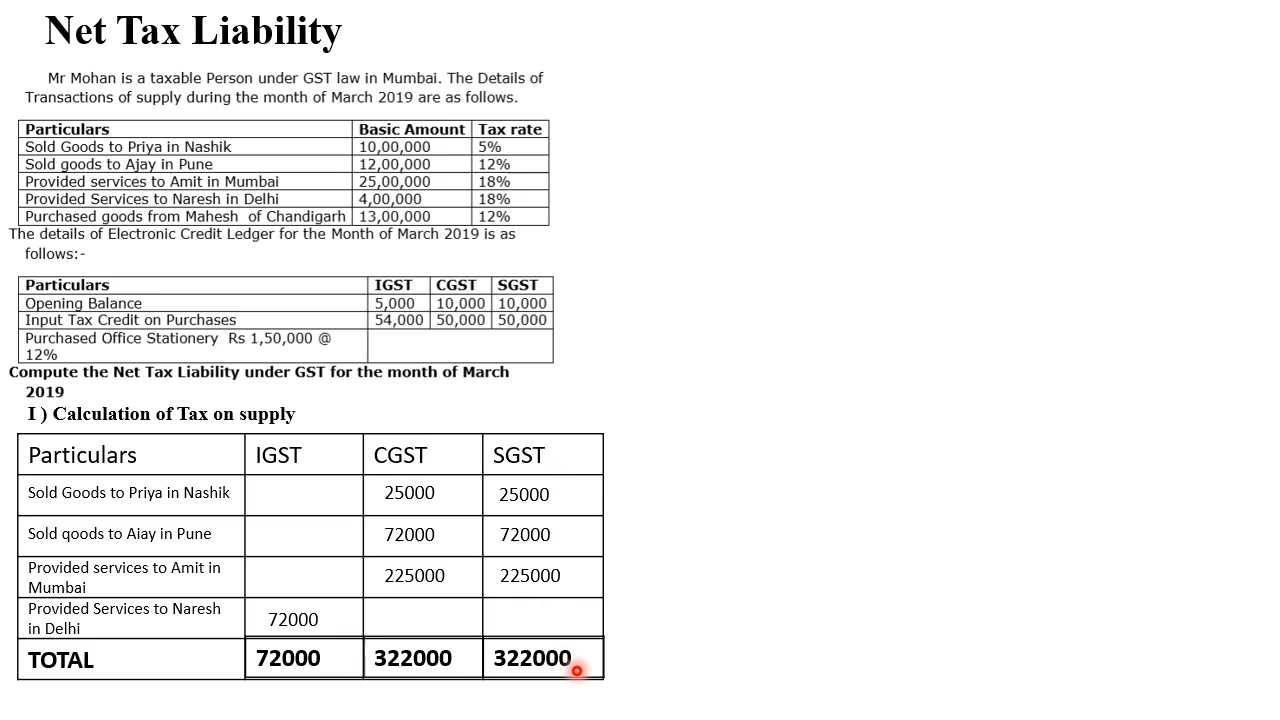 Net Tax Liability
Mr Mohan is a taxable Person under GST law in Mumbai. The Details of
Transactions of supply during the month of March 2019 are as follows.
Particulars Basic Amount Tax rate
Sold Goods to Priya in Nashik 10,00,000 5%
Sold goods to Ajay in Pune 12,00,000 12%
Provided services to Amit in Mumbai 25,00,000 18%
Provided Services to Naresh in Delhi 4,00,000 18%
Purchased goods from Mahesh of Chandigarh 13,00,000 12%
The details of Electronic Credit Ledger for the Month of March 2019 is as
follows:-
Particulars IGST CGST SGST
Opening Balance 5,000 10,000 10,000
Input Tax Credit on Purchases 54,000 50,000 50,000
Purchased Office Stationery Rs 1,50,000 @
12%
Compute the Net Tax Liability under GST for the month of March
2019
I ) Calculation of Tax on supply
Particulars IGST CGST SGST
Sold Goods to Priya in Nashik 25000 25000
Sold goods to Ajay in Pune 72000 72000
Provided services to Amit in
Mumbai 225000 225000
Provided Services to Naresh
in Delhi 72000
TOTAL 72000 322000 322000